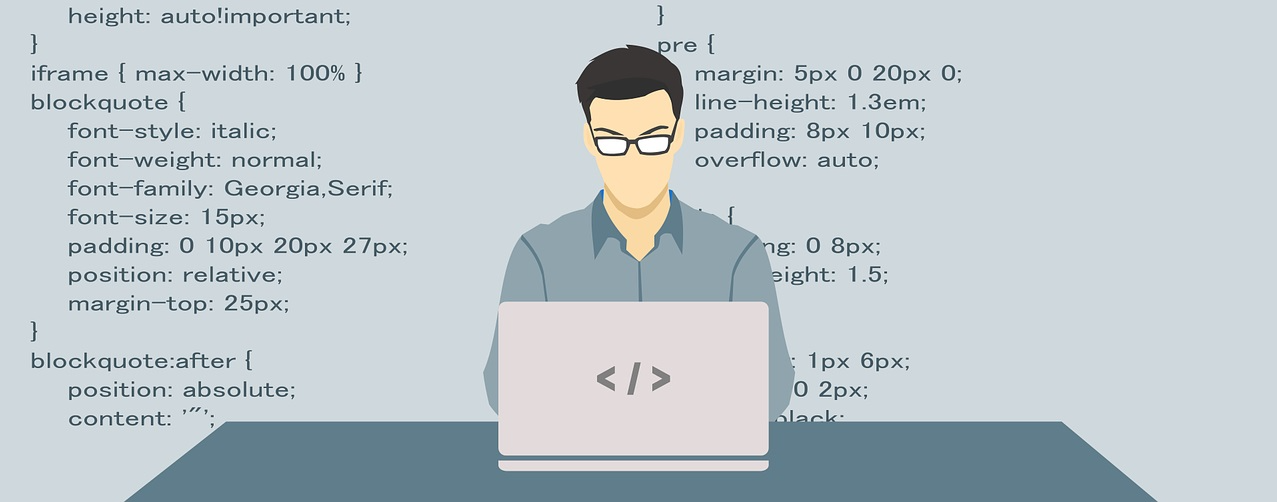 height: auto!important;
}
iframe { max-width: 100% }
blockquote {
font-style: italic;
font-weight: normal;
font-family: Georgia,Serif;
font-size: 15px;
padding: 0 10px 20px 27px;
position: relative;
margin-top: 25px;
}
blockquote:after {
position: absolute;
content: '"';
}
pre {
margin: 5px 0 20px 0;
line-height: 1.3em;
padding: 8px 10px;
overflow: auto;
{
0 8px;
1.5;
1px 6px;
0 2px;
</>